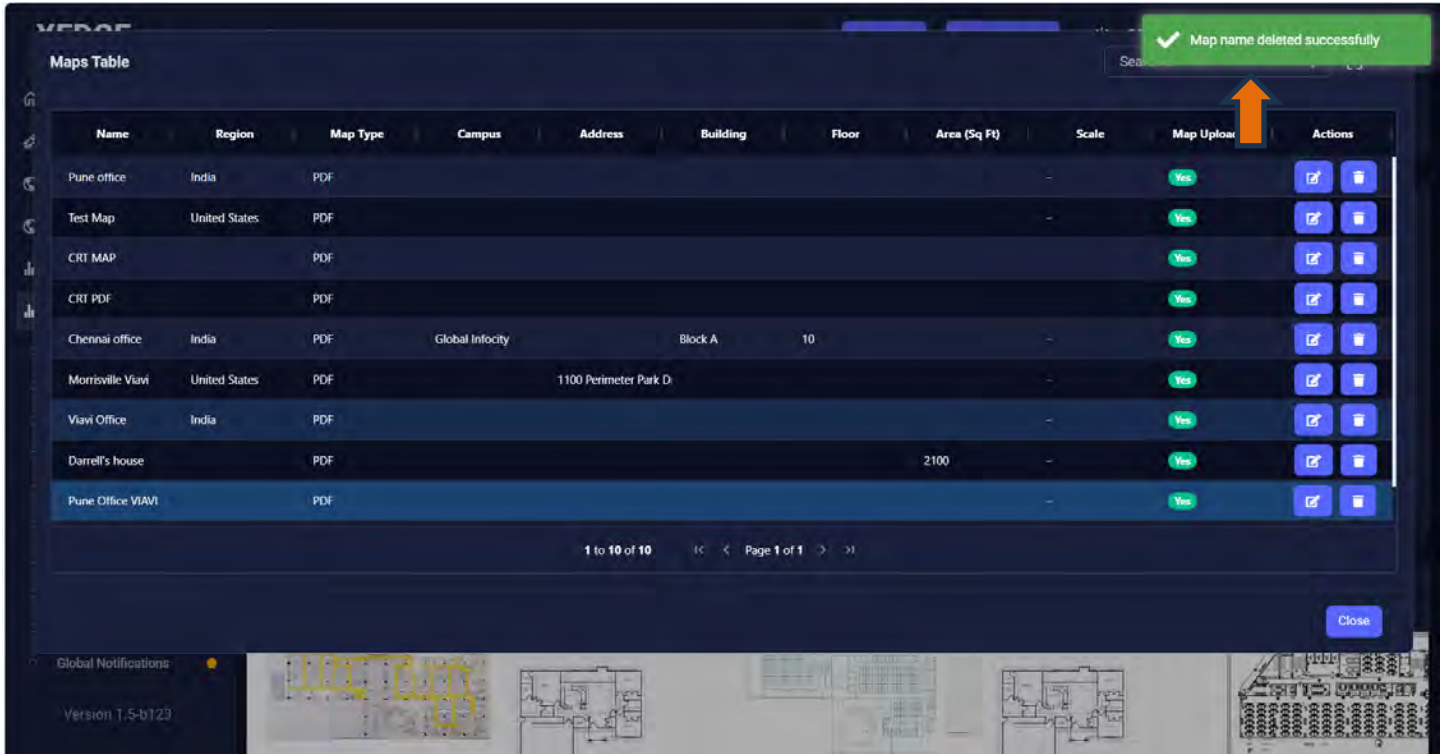 XEDGE
Map name deleted successfully
Maps Table
Sea
Name Region Map Type Campus Address Building Floor Area (Sq Ft) Scale Map Uploa Actions
Pune office India PDF – Yes
Test Map United States PDF – Yes
CRT MAP PDF Yes
CRT PDF PDF Yes
Chennai office India PDF Global Infocity Block A 10 – Yes
Morrisville Viavi United States PDF 1100 Perimeter Park D – Yes
Viavi Office India PDF – Yes
Darrell's house PDF 2100 – Yes
Pune Office VIAVI PDF – Yes
1 to 10 of 10 Page 1 of 1
Close
Global Notifications
Version 1.5-b123